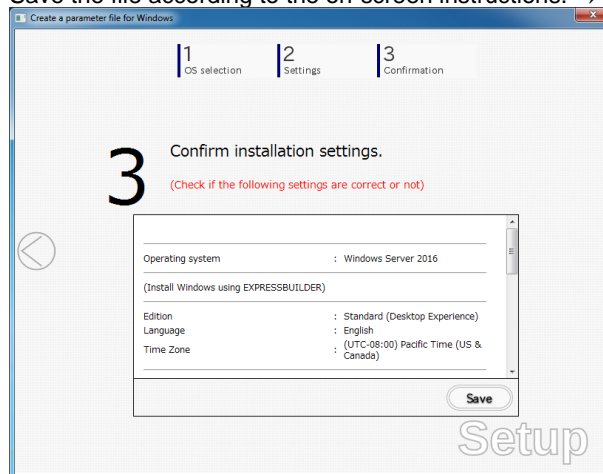 Save the file according to the on-screen instructions.
Create a parameter file for Windows
1 2 3
OS selection Settings Confirmation
3 Confirm installation settings.
(Check if the following settings are correct or not)
Operating system : Windows Server 2016
(Install Windows using EXPRESSBUILDER)
Edition : Standard (Desktop Experience)
Language : English
Time Zone : (UTC-08:00) Pacific Time (US &
Canada)
Save
Setup